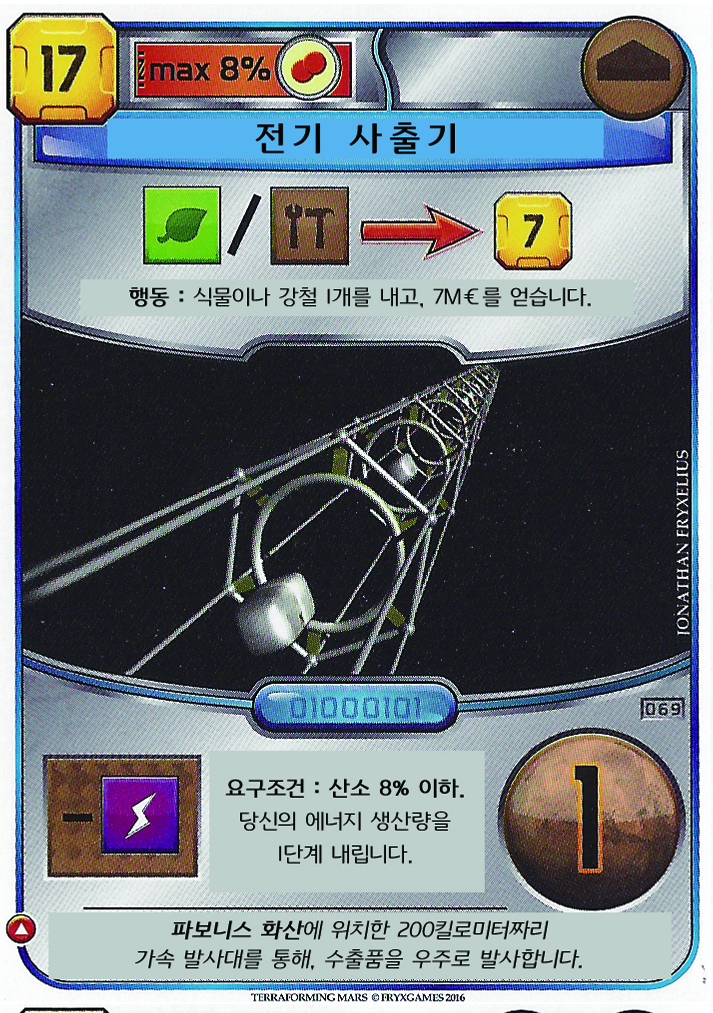 17
max 8%
전기 사출기
7
행동 : 식물이나 강철 1개를 내고, 7M€를 얻습니다.
JONATHAN FRYXELIUS
01000101
069
요구조건 : 산소 8% 이하.
당신의 에너지 생산량을
1단계 내립니다.
1
파보니스 화산에 위치한 200킬로미터짜리
가속 발사대를 통해, 수출품을 우주로 발사합니다.
TERRAFORMING MARS © FRYXGAMES 2016